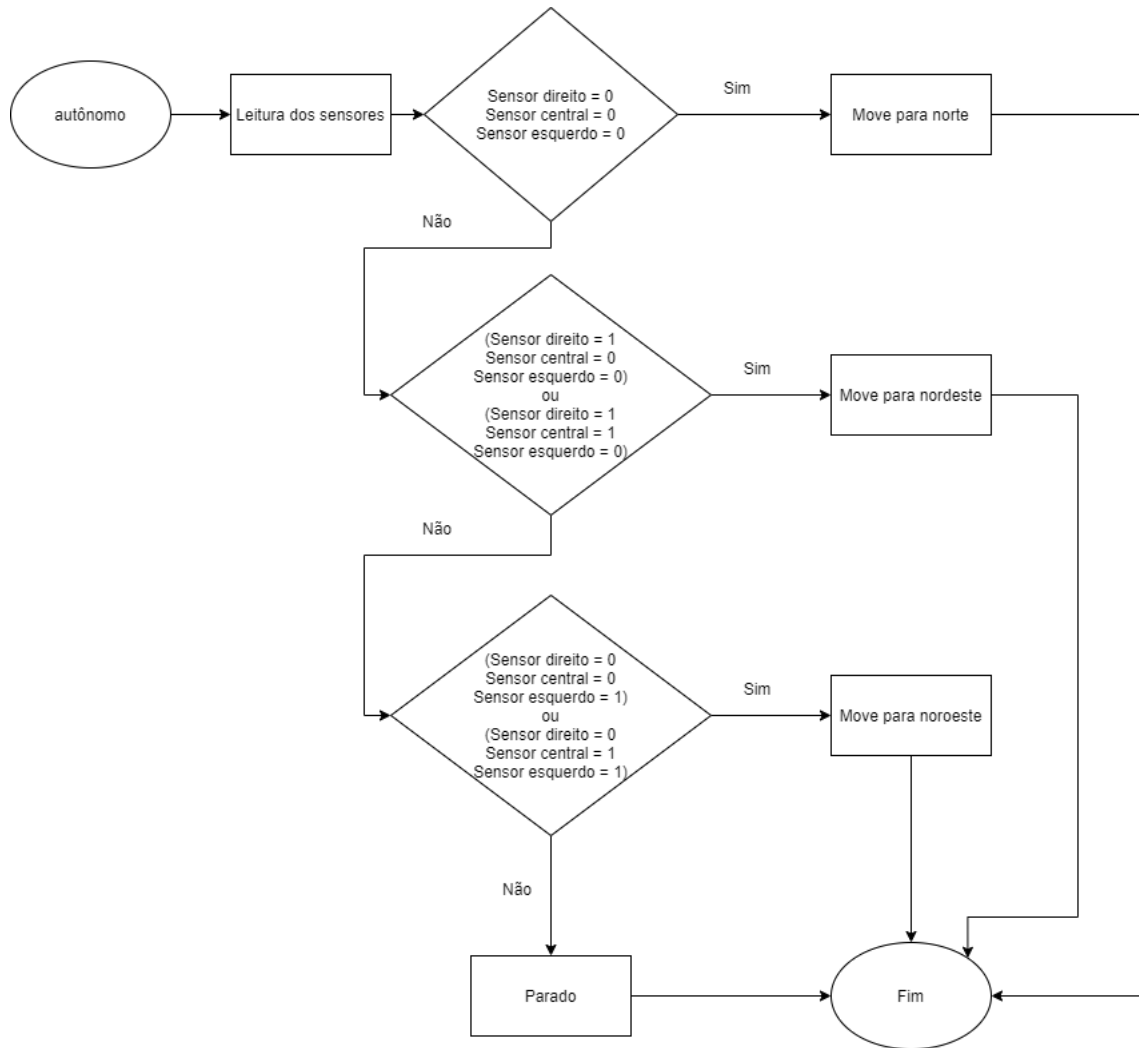 autônomo
Leitura dos sensores
Sensor direito = 0
Sensor central = 0
Sensor esquerdo = 0
Sim
Move para norte
Não
(Sensor direito = 1
Sensor central = 0
Sensor esquerdo = 0)
ou
(Sensor direito = 1
Sensor central = 1
Sensor esquerdo = 0)
Sim
Move para nordeste
Não
(Sensor direito = 0
Sensor central = 0
Sensor esquerdo = 1)
ou
(Sensor direito = 0
Sensor central = 1
Sensor esquerdo = 1)
Sim
Move para noroeste
Não
Parado
Fim